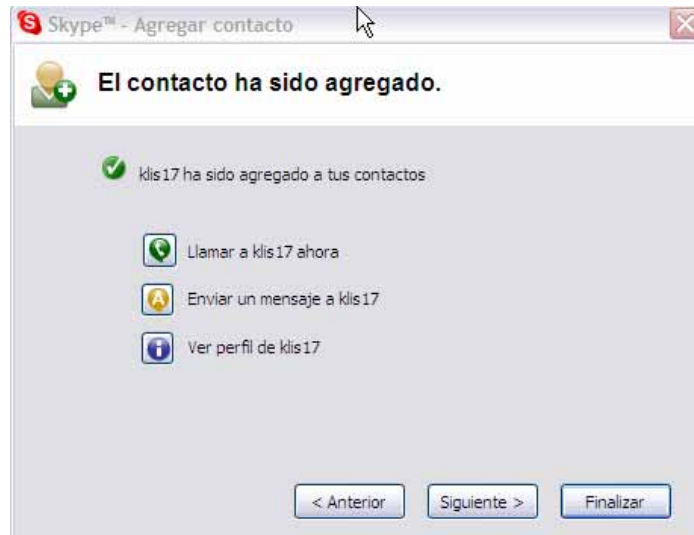 Skype™ - Agregar contacto
El contacto ha sido agregado.
klis17 ha sido agregado a tus contactos
Llamar a klis17 ahora
Enviar un mensaje a klis17
Ver perfil de klis17
< Anterior
Siguiente >
Finalizar